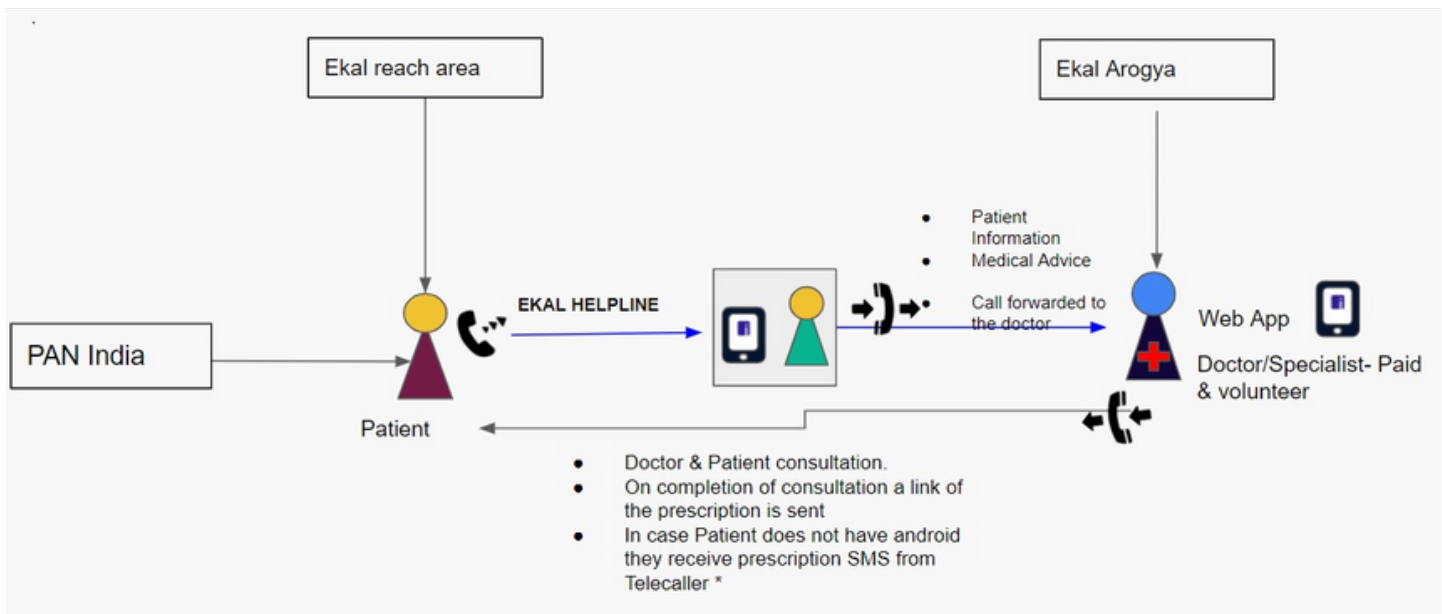 Ekal reach area
Ekal Arogya
Patient
Information
Medical Advice
Call forwarded to
the doctor
EKAL HELPLINE
PAN India
Web App
Doctor/Specialist- Paid
& volunteer
Patient
Doctor & Patient consultation.
On completion of consultation a link of
the prescription is sent
In case Patient does not have android
they receive prescription SMS from
Telecaller *